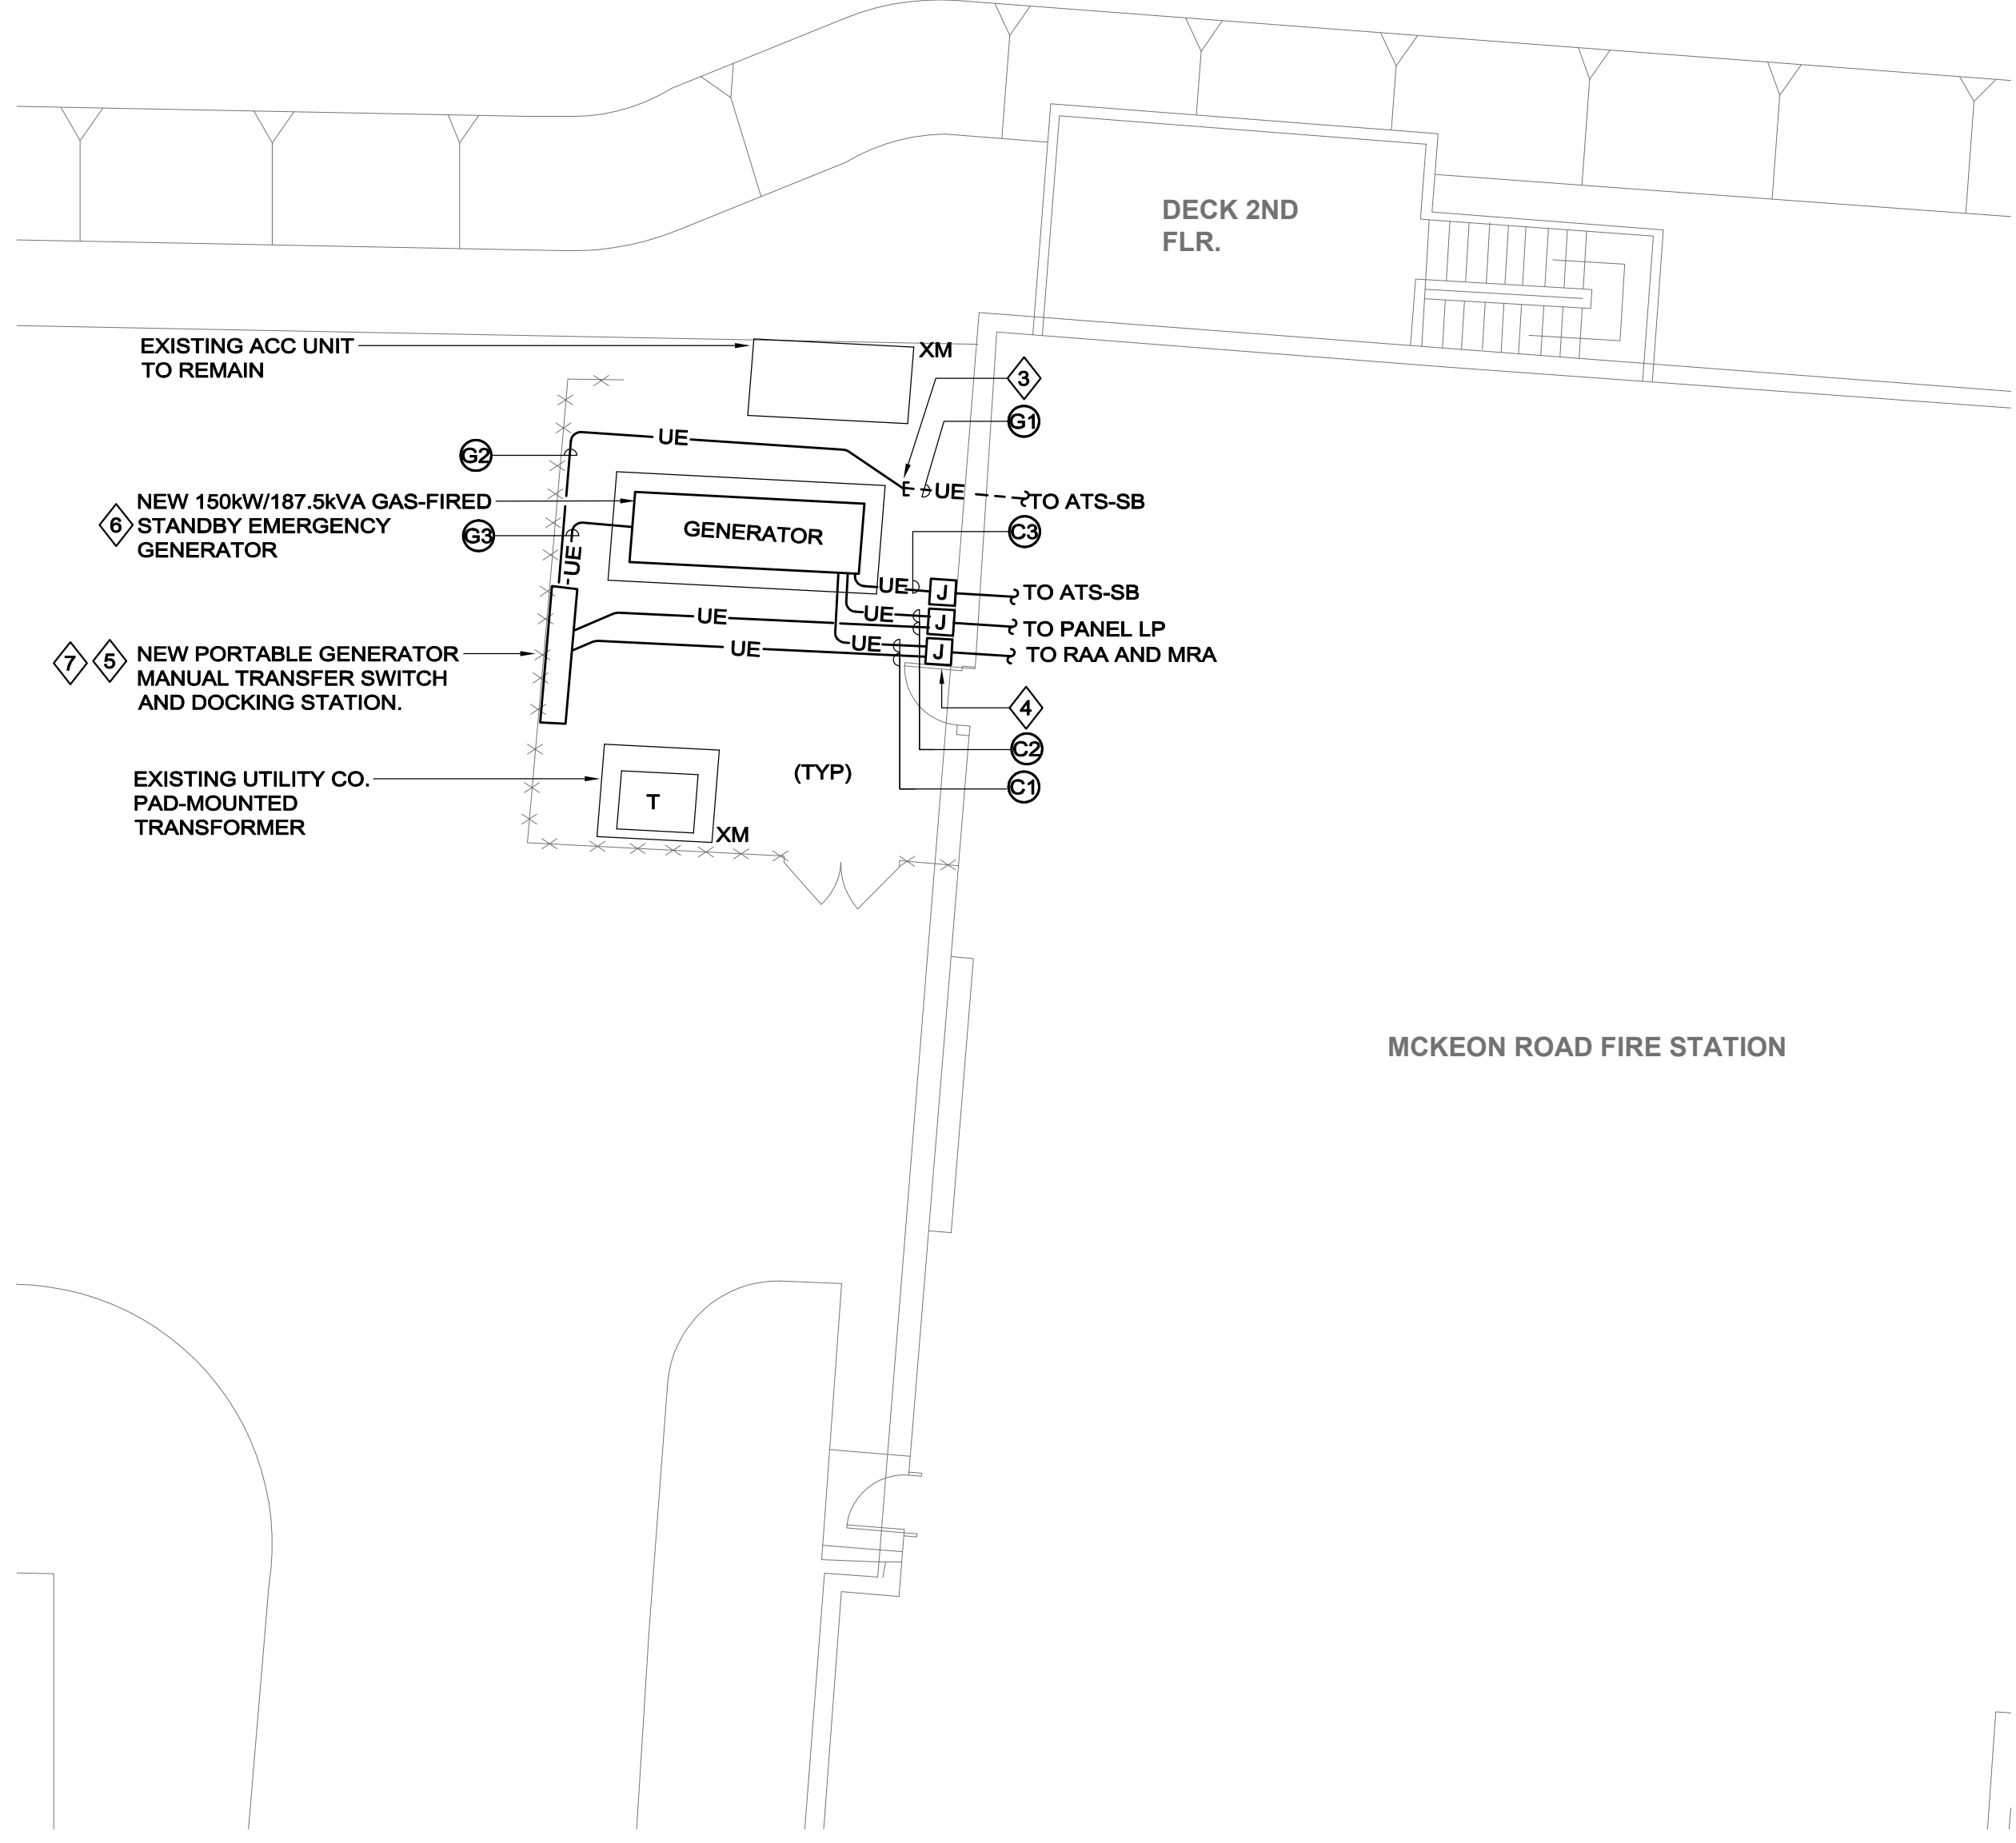 DECK 2ND
FLR.
EXISTING ACC UNIT
TO REMAIN
XM
3
G1
UE
G2
UE
TO ATS-SB
NEW 150kW/187.5kVA GAS-FIRED
STANDBY EMERGENCY
GENERATOR
6
G3
GENERATOR
C3
UE
UE
J
TO ATS-SB
UE
UE
J
TO PANEL LP
UE
UE
J
TO RAA AND MRA
7
5
NEW PORTABLE GENERATOR
MANUAL TRANSFER SWITCH
AND DOCKING STATION.
4
C2
C1
(TYP)
EXISTING UTILITY CO.
PAD-MOUNTED
TRANSFORMER
T
XM
MCKEON ROAD FIRE STATION